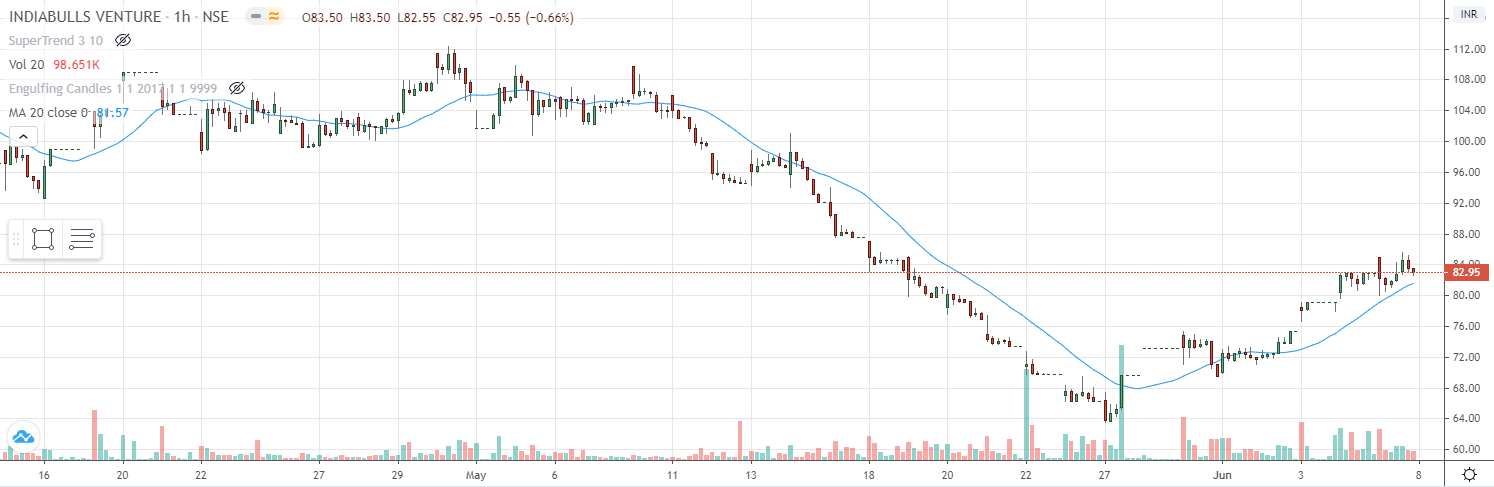 INDIABULLS VENTURE · 1h · NSE O83.50 H83.50 L82.55 C82.95 −0.55 (−0.66%)
SuperTrend 3 10
Vol 20 98.651K
Engulfing Candles 1 1 2017 1 1 9999
MA 20 close 0 81.57
INR
112.00
108.00
104.00
100.00
96.00
92.00
88.00
84.00
82.95
80.00
76.00
72.00
68.00
64.00
60.00
16 20 22 27 29 May 6 11 13 18 20 22 27 Jun 3 8